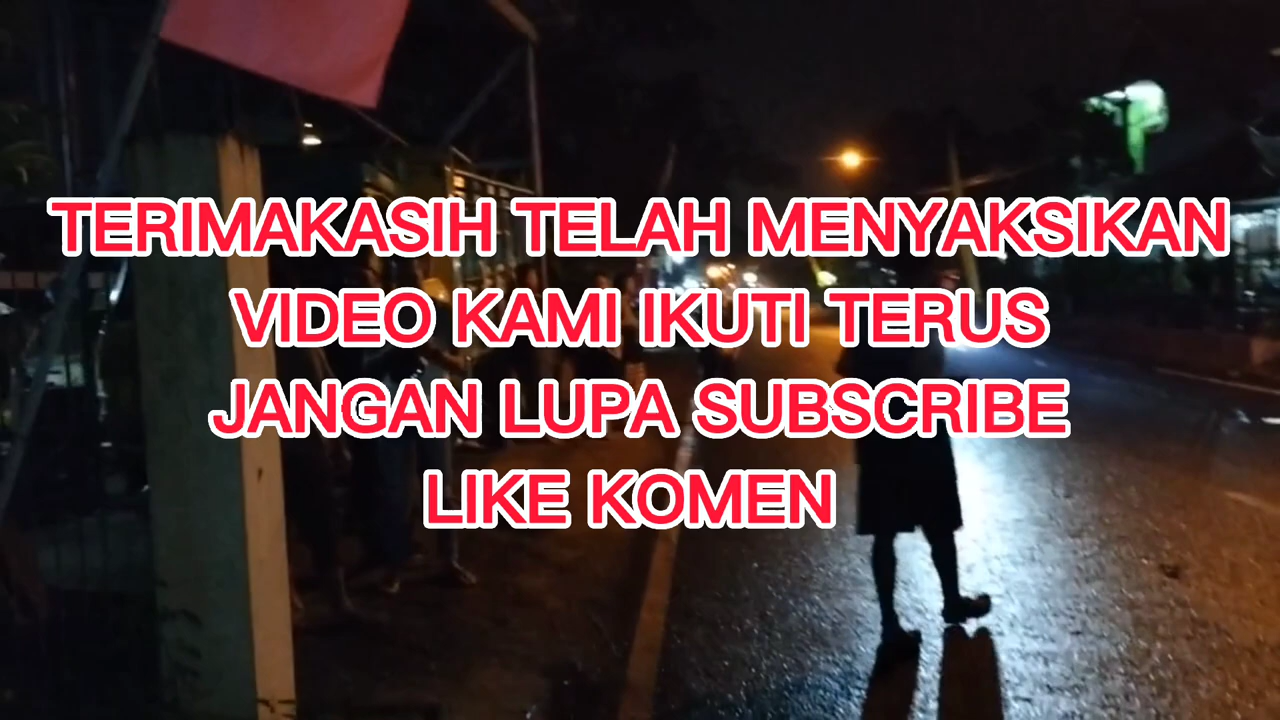 TERIMAKASIH TELAH MENYAKSIKAN
VIDEO KAMI IKUTI TERUS
JANGAN LUPA SUBSCRIBE
LIKE KOMEN